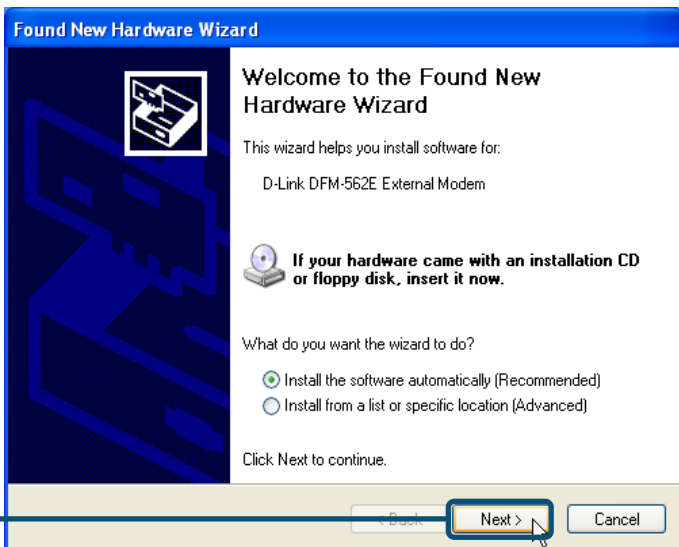 Found New Hardware Wizard
Welcome to the Found New
Hardware Wizard
This wizard helps you install software for:
D-Link DFM-562E External Modem
If your hardware came with an installation CD
or floppy disk, insert it now.
What do you want the wizard to do?
Install the software automatically (Recommended)
Install from a list or specific location (Advanced)
Click Next to continue.
< Back Next > Cancel